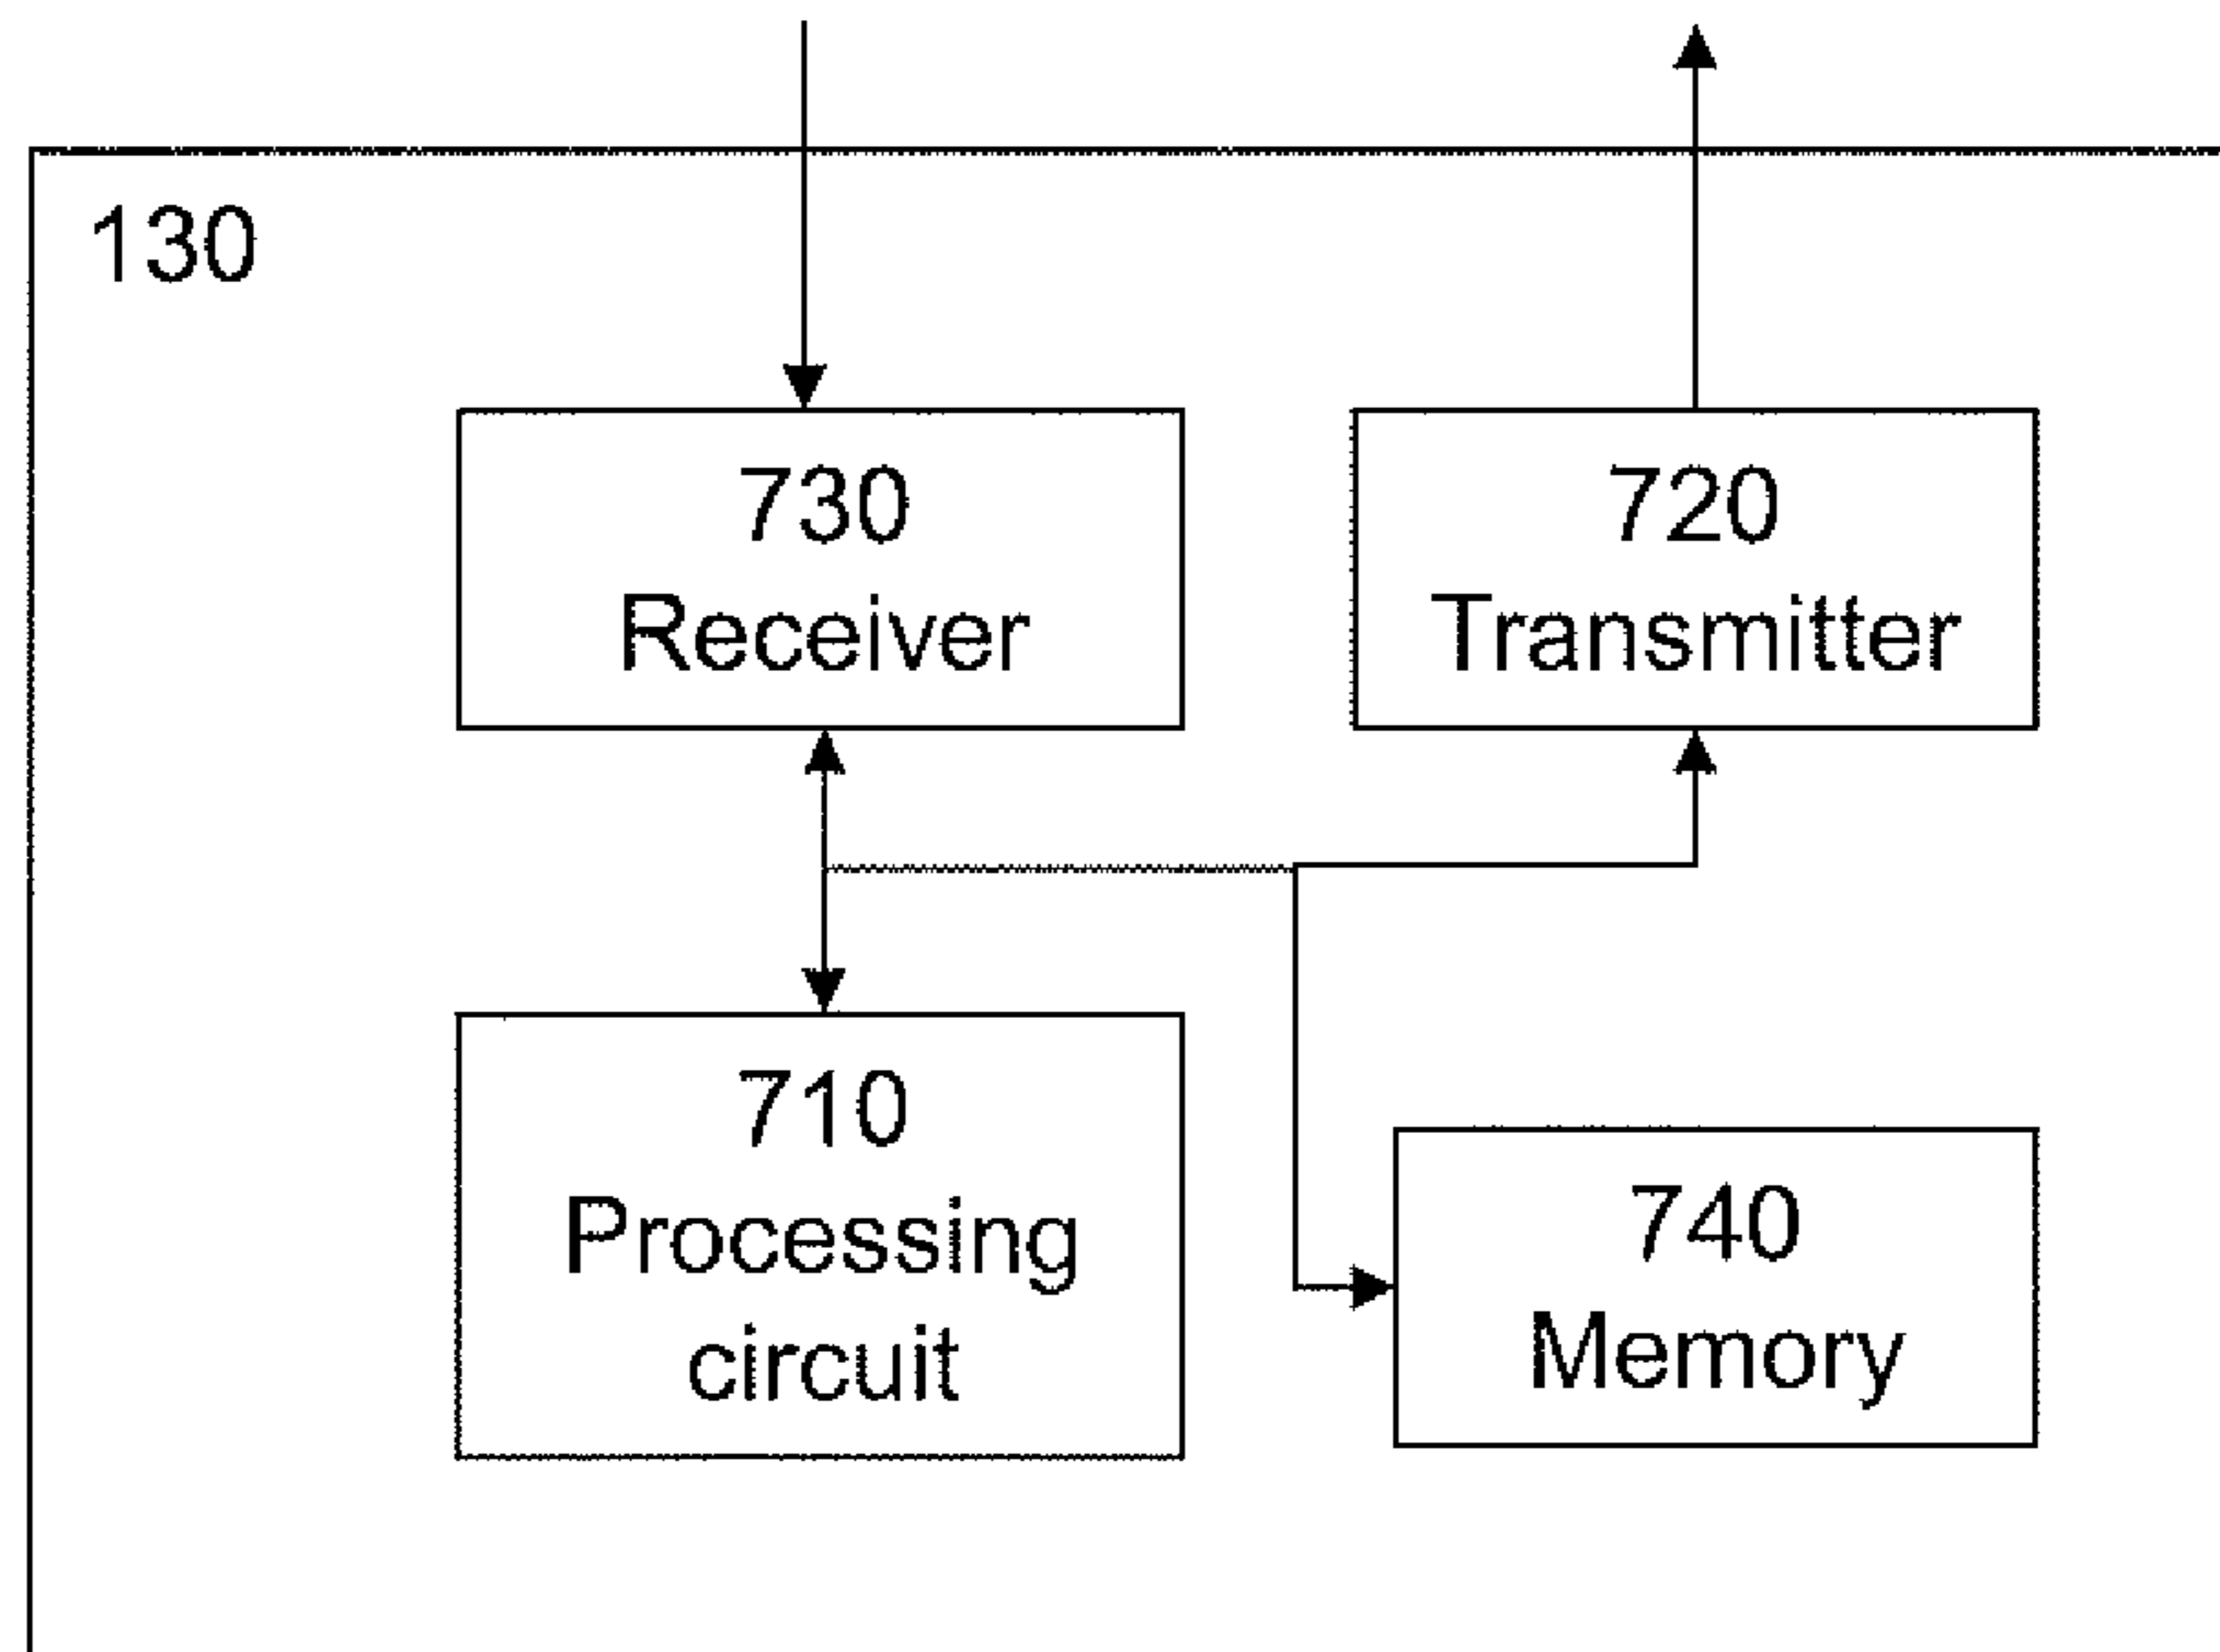 130
730
Receiver
720
Transmitter
710
Processing
circuit
740
Memory